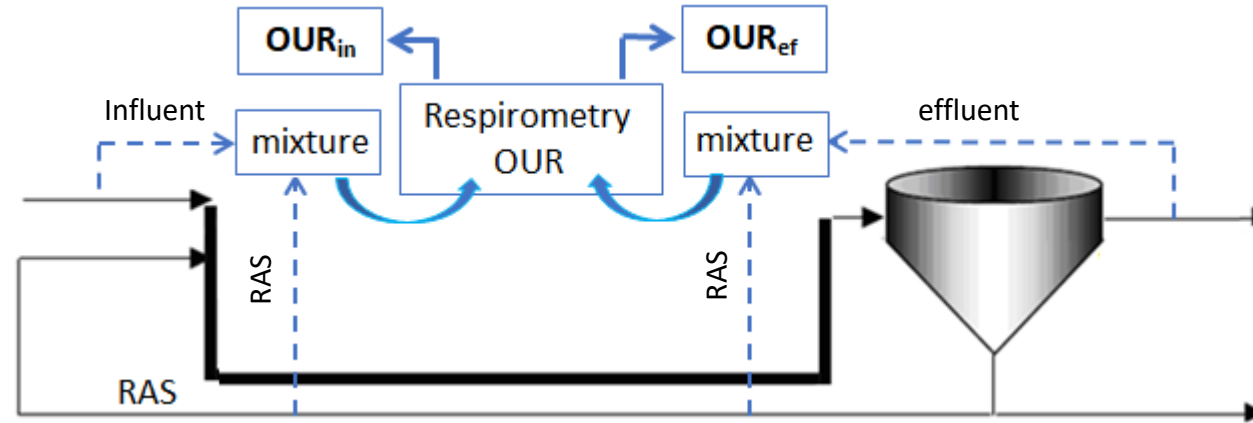 OURin
OURef
Influent
mixture
Respirometry
OUR
mixture
effluent
RAS
RAS
RAS